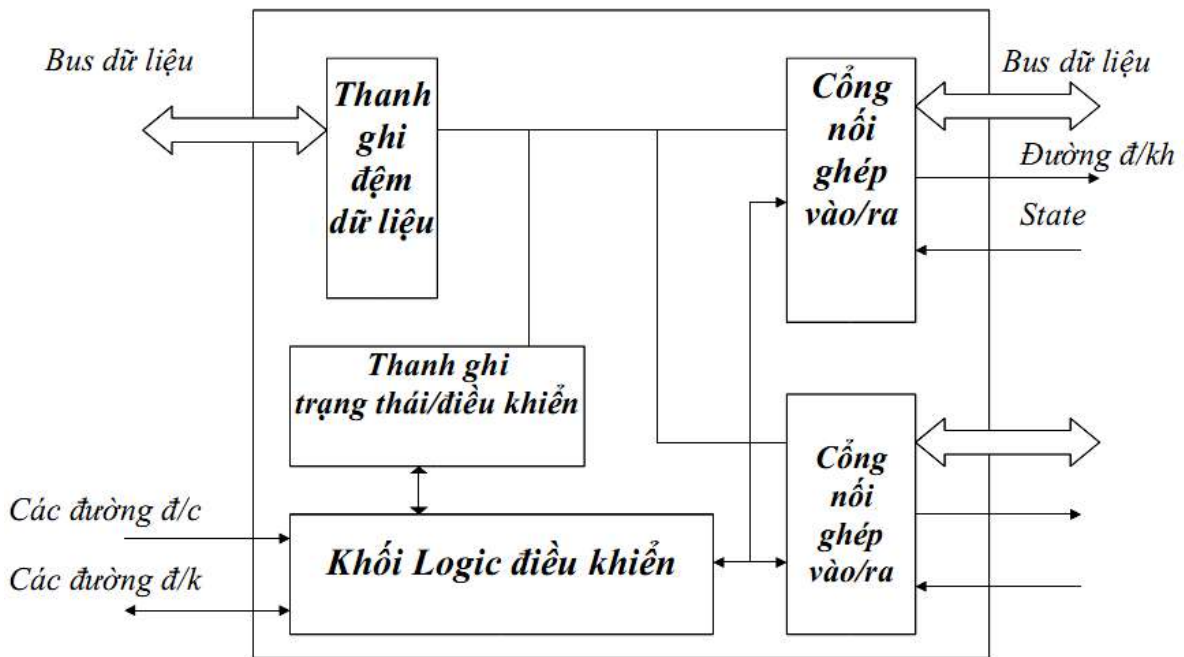 Bus dữ liệu
Thanh
ghi
đệm
dữ liệu
Cổng
nối
ghép
vào/ra
Bus dữ liệu
Đường đ/kh
State
Thanh ghi
trạng thái/điều khiển
Các đường đ/c
Các đường đ/k
Khối Logic điều khiển
Cổng
nối
ghép
vào/ra